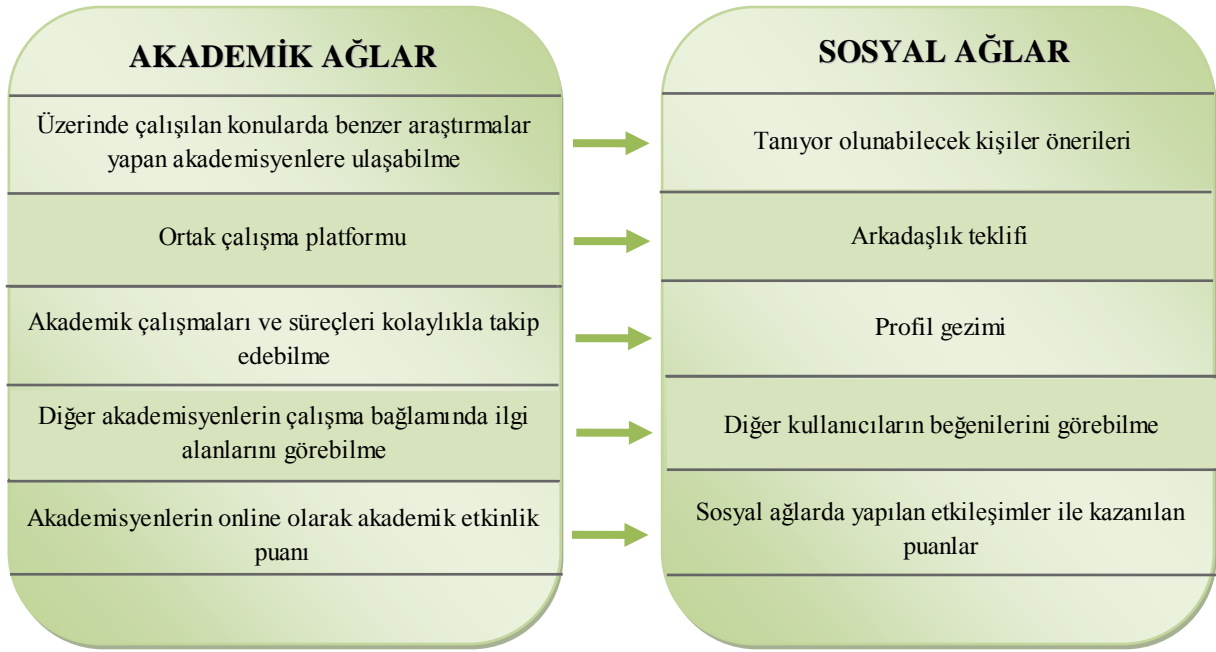 AKADEMİK AĞLAR
Üzerinde çalışılan konularda benzer araştırmalar
yapan akademisyenlere ulaşabilme
Ortak çalışma platformu
Akademik çalışmaları ve süreçleri kolaylıkla takip
edebilme
Diğer akademisyenlerin çalışma bağlamında ilgi
alanlarını görebilme
Akademisyenlerin online olarak akademik etkinlik
puanı
SOSYAL AĞLAR
Tanıyor olunabilecek kişiler önerileri
Arkadaşlık teklifi
Profil gezimi
Diğer kullanıcıların beğenilerini görebilme
Sosyal ağlarda yapılan etkileşimler ile kazanılan
puanlar